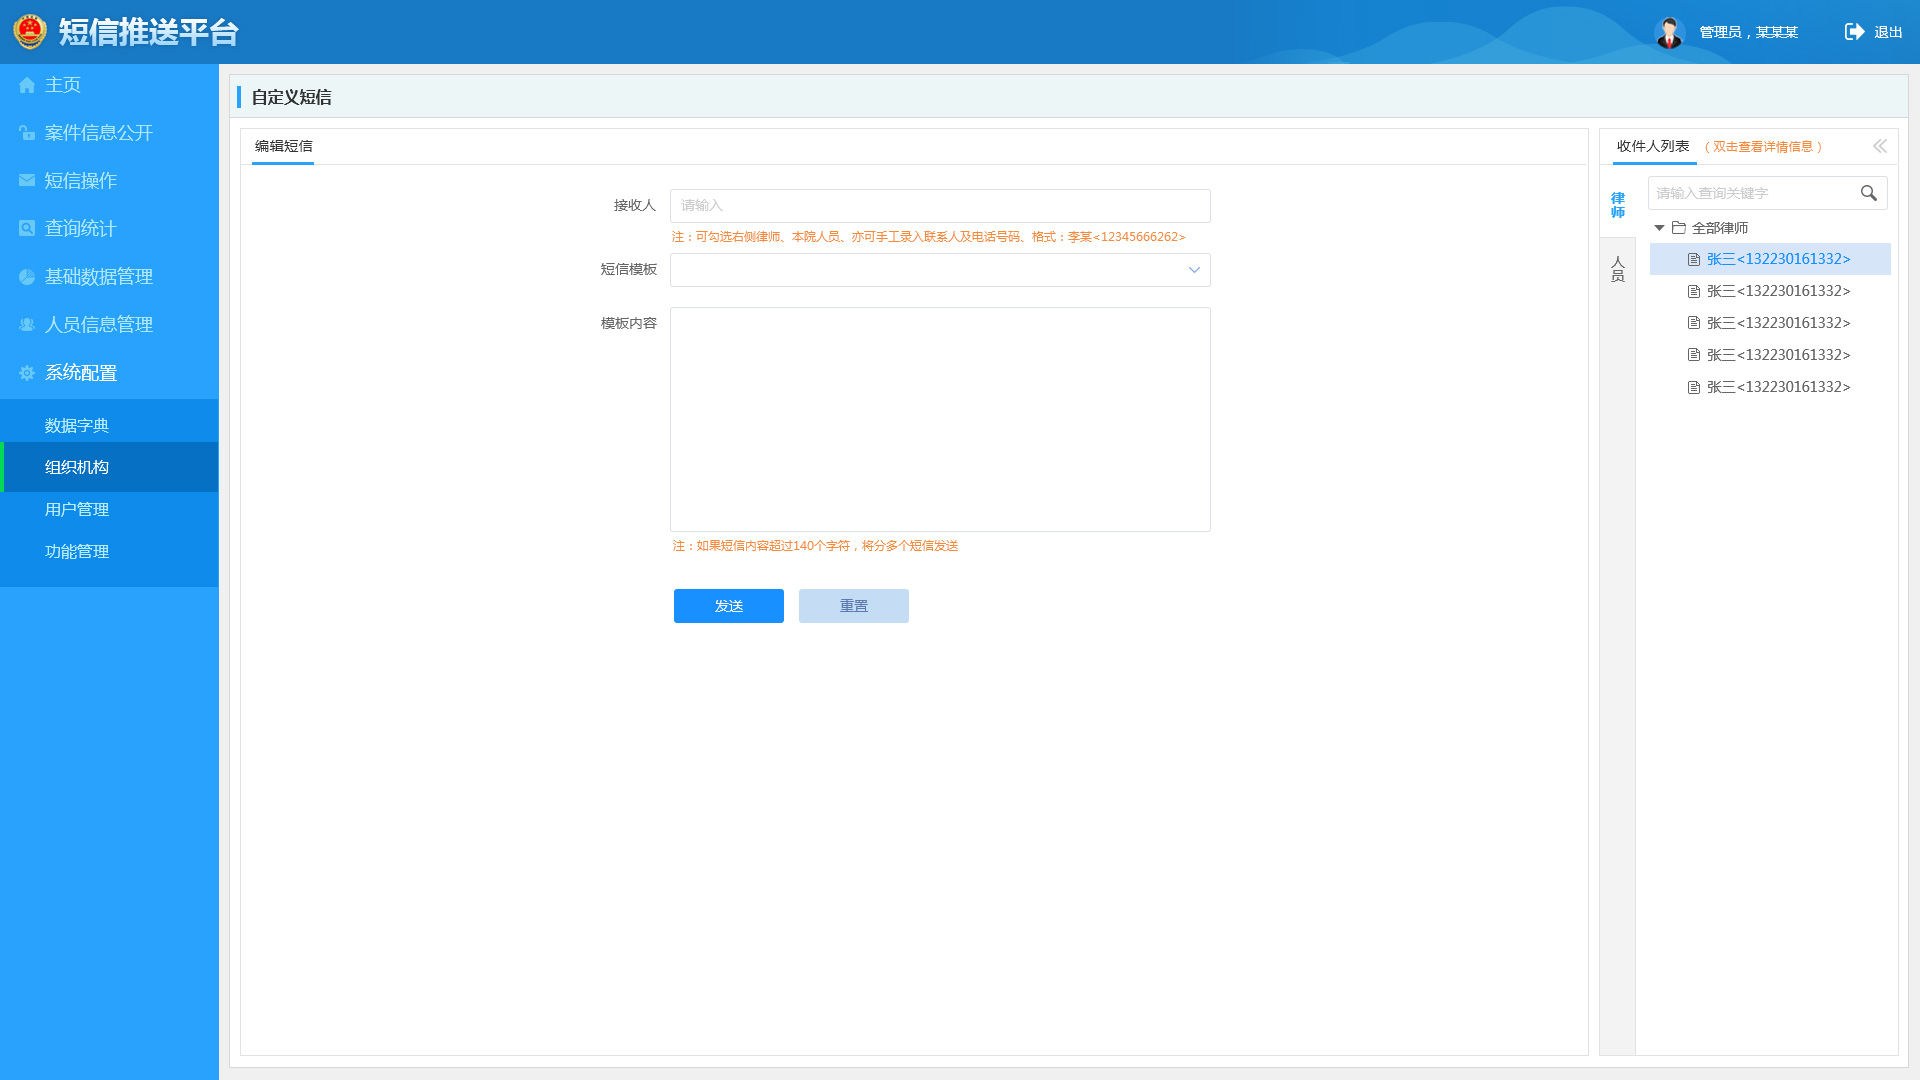 短信推送平台
管理员，某某某
退出
主页
案件信息公开
短信操作
查询统计
基础数据管理
人员信息管理
系统配置
数据字典
组织机构
用户管理
功能管理
自定义短信
编辑短信
接收人
请输入
注：可勾选右侧律师、本院人员、亦可手工录入联系人及电话号码、格式：李某<12345666262>
短信模板
模板内容
注：如果短信内容超过140个字符，将分多个短信发送
发送
重置
收件人列表
（双击查看详情信息）
律师
人员
请输入查询关键字
全部律师
张三<132230161332>
张三<132230161332>
张三<132230161332>
张三<132230161332>
张三<132230161332>